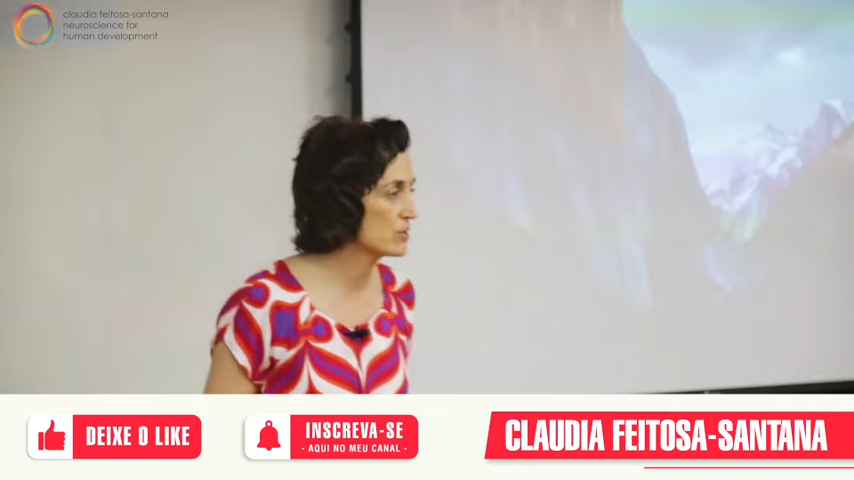 claudia feitosa-santana
neuroscience for
human development
DEIXE O LIKE
INSCREVA-SE
- AQUI NO MEU CANAL -
CLAUDIA FEITOSA-SANTANA